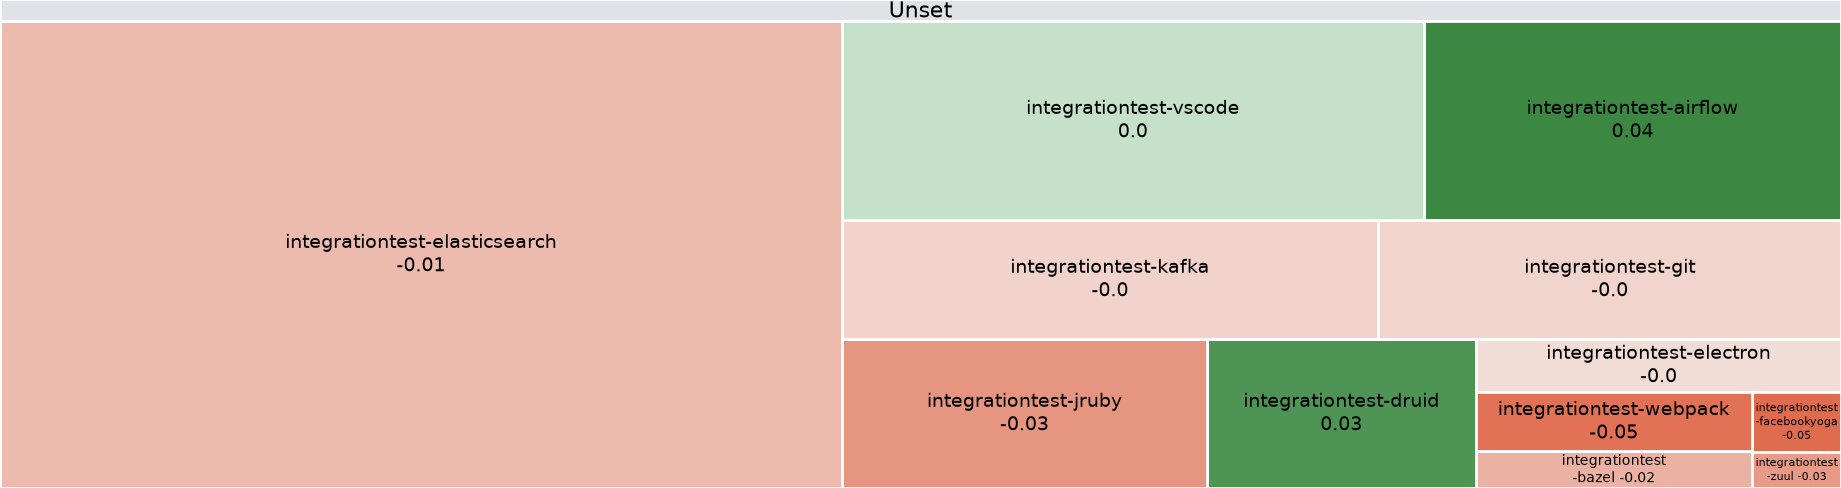 Unset
integrationtest-elasticsearch
-0.01
integrationtest-vscode
0.0
integrationtest-airflow
0.04
integrationtest-kafka
-0.0
integrationtest-git
-0.0
integrationtest-jruby
-0.03
integrationtest-druid
0.03
integrationtest-electron
-0.0
integrationtest-webpack
-0.05
integrationtest
-facebookyoga
-0.05
integrationtest
-bazel -0.02
integrationtest
-zuul -0.03